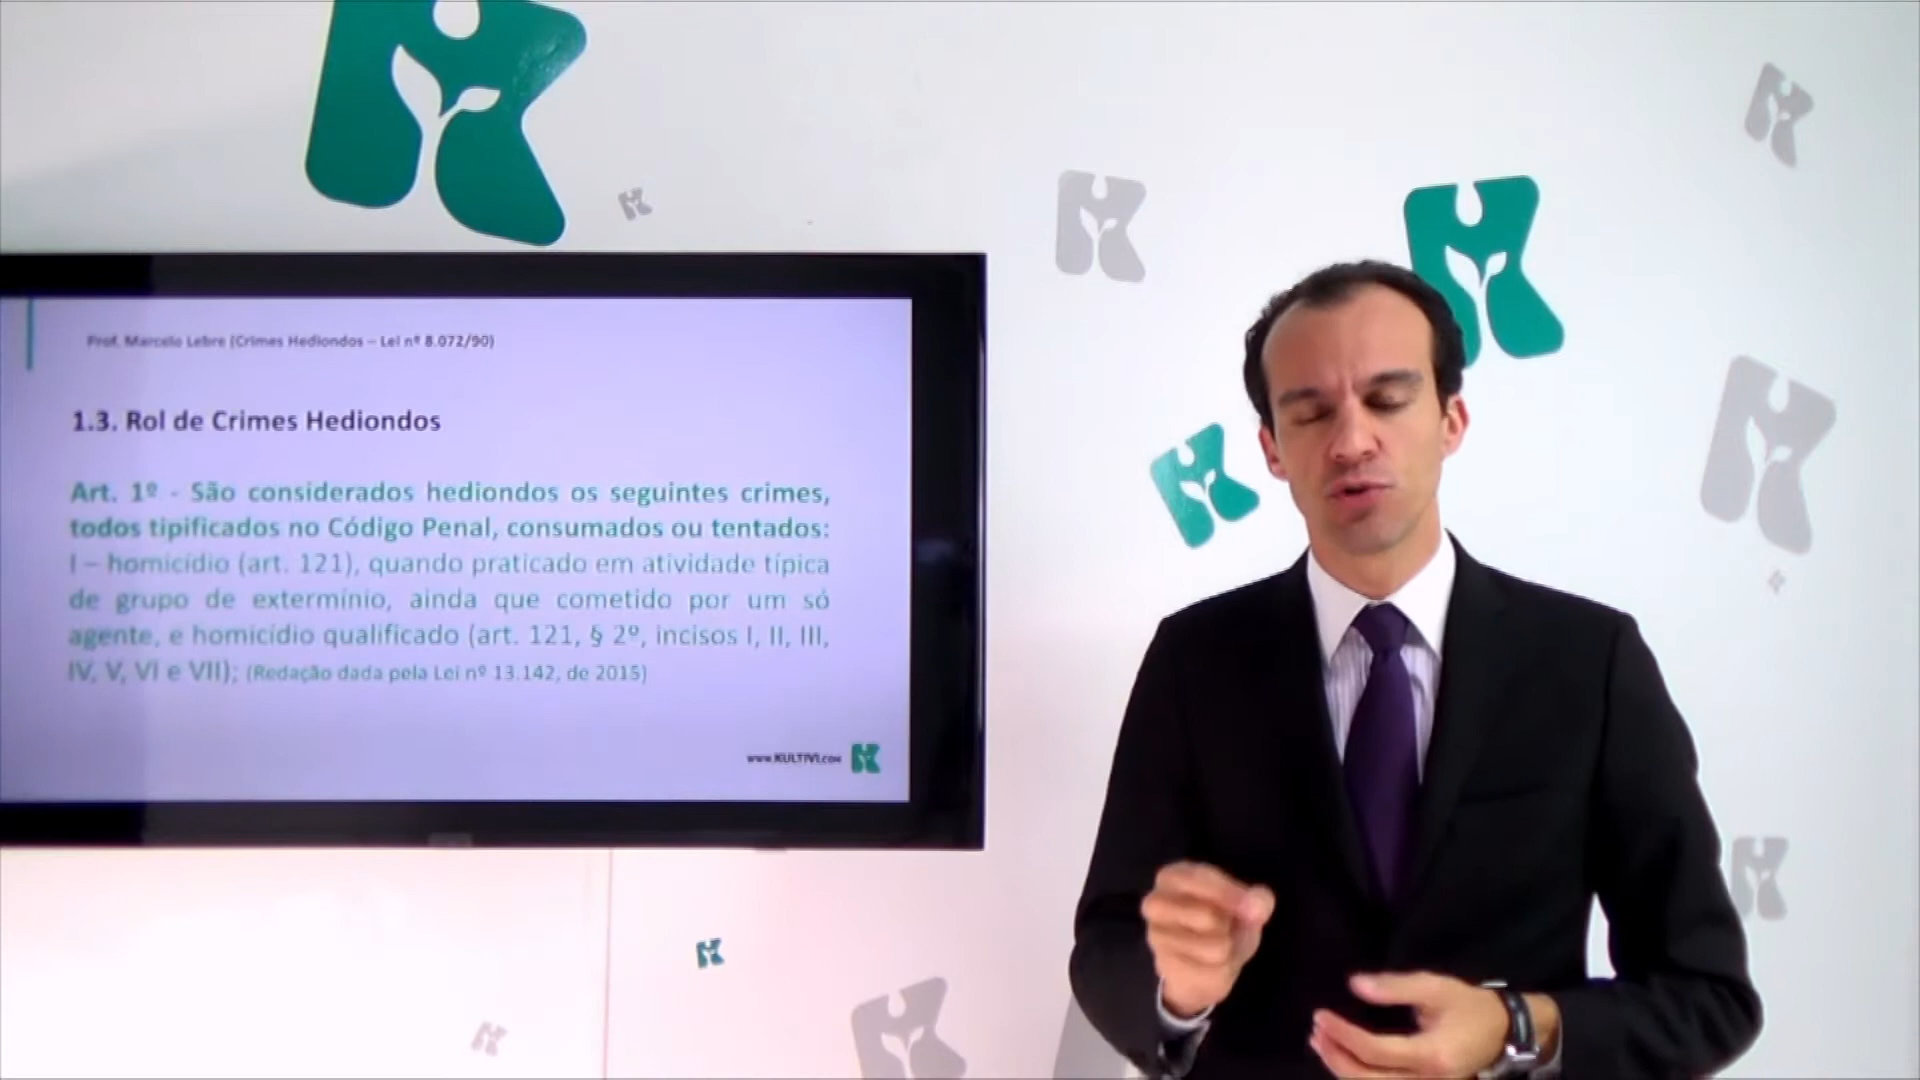 Prof. Marcelo Lebre (Crimes Hediondos – Lei nº 8.072/90)
1.3. Rol de Crimes Hediondos
Art. 1º - São considerados hediondos os seguintes crimes,
todos tipificados no Código Penal, consumados ou tentados:
I – homicídio (art. 121), quando praticado em atividade típica
de grupo de extermínio, ainda que cometido por um só
agente, e homicídio qualificado (art. 121, § 2º, incisos I, II, III,
IV, V, VI e VII); (Redação dada pela Lei nº 13.142, de 2015)
www.KULTIVI.com